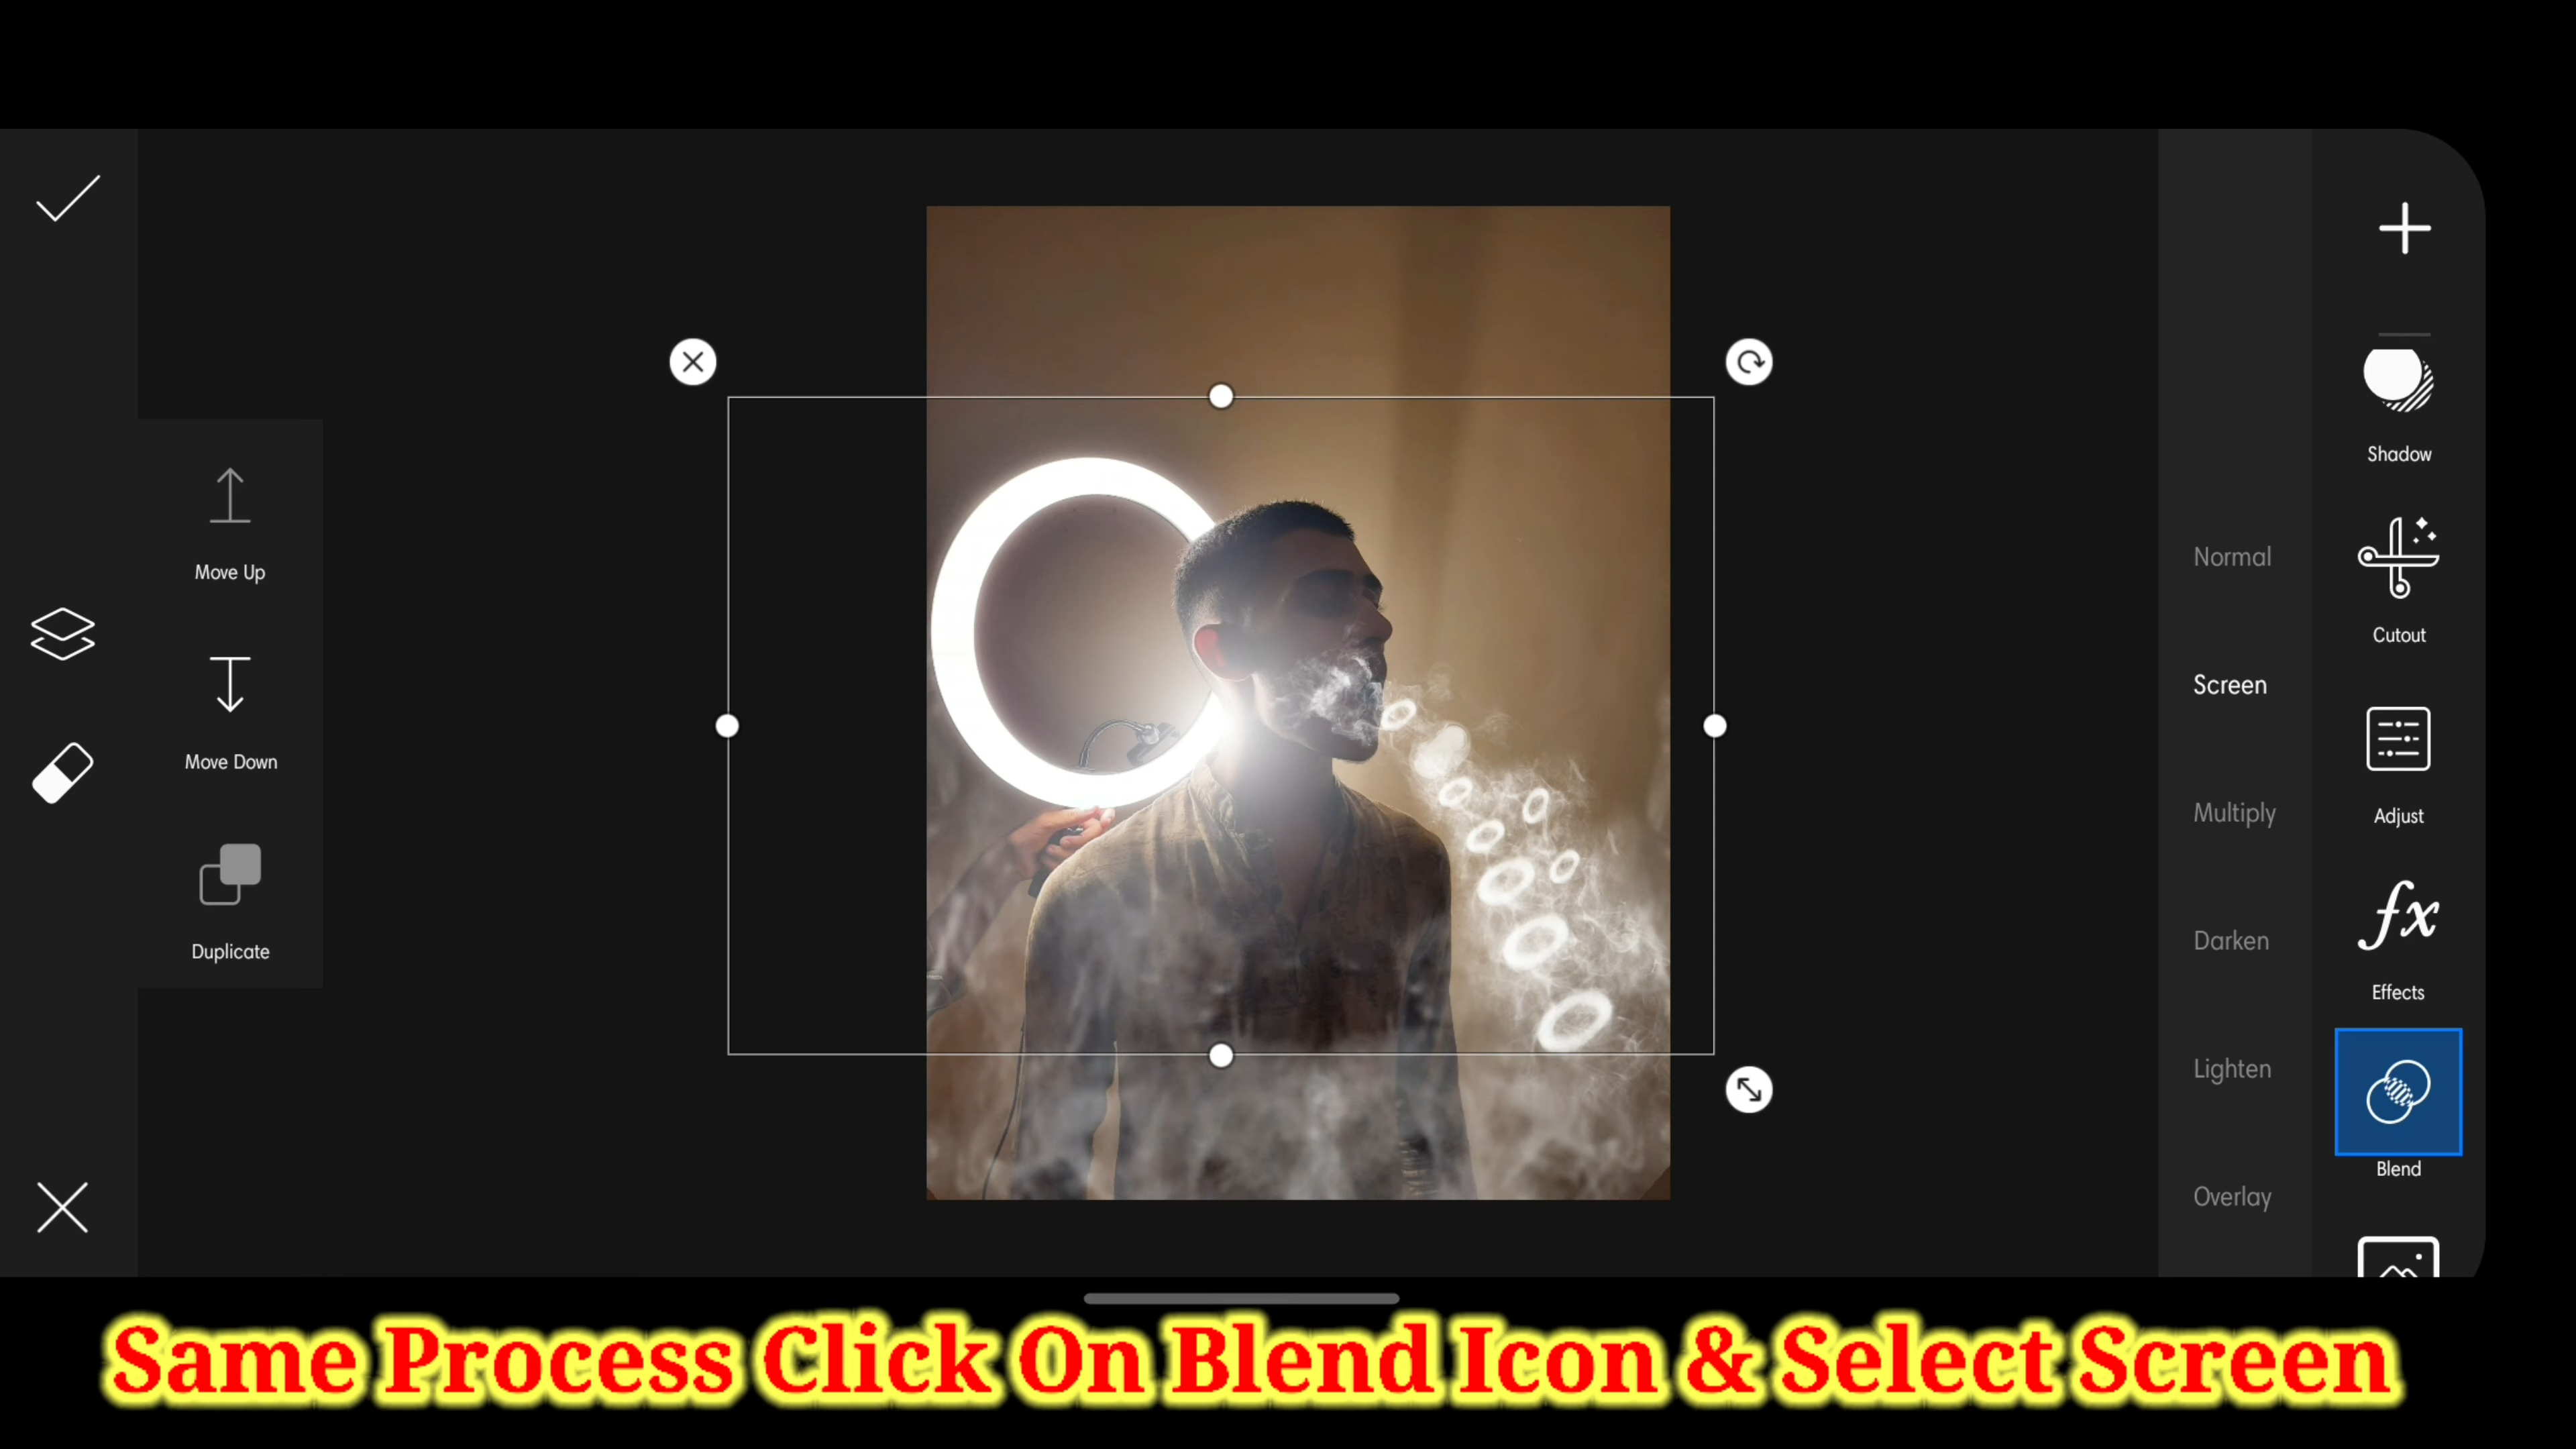 Move Up
Move Down
Duplicate
Normal
Screen
Multiply
Darken
Lighten
Overlay
Shadow
Cutout
Adjust
fx
Effects
Blend
Same Process Click On Blend Icon & Select Screen